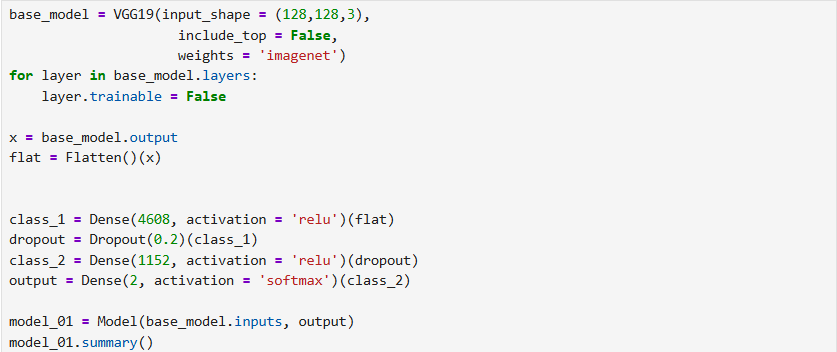 base_model = VGG19(input_shape = (128,128,3),
                   include_top = False,
                   weights = 'imagenet')
for layer in base_model.layers:
    layer.trainable = False

x = base_model.output
flat = Flatten()(x)


class_1 = Dense(4608, activation = 'relu')(flat)
dropout = Dropout(0.2)(class_1)
class_2 = Dense(1152, activation = 'relu')(dropout)
output = Dense(2, activation = 'softmax')(class_2)

model_01 = Model(base_model.inputs, output)
model_01.summary()